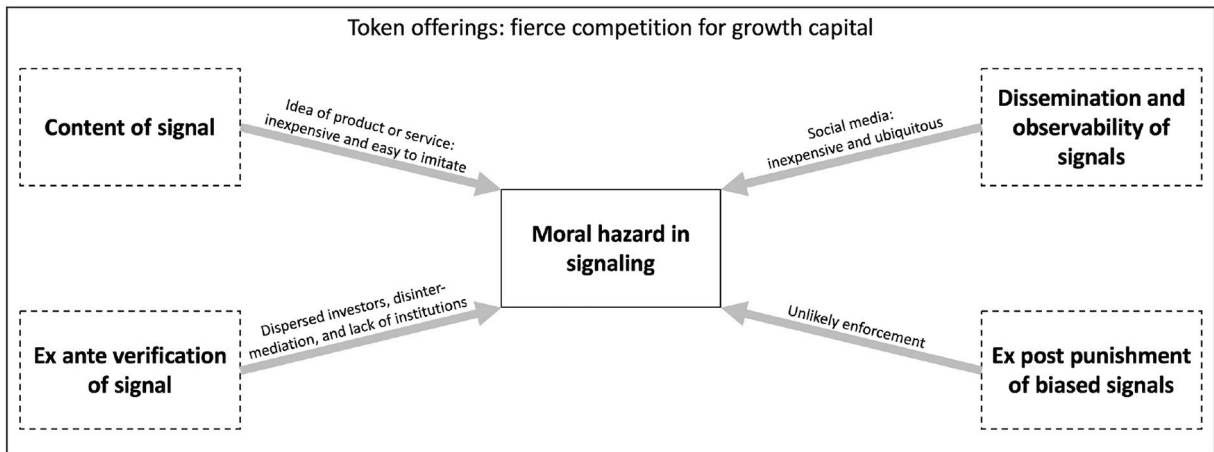 Token offerings: fierce competition for growth capital
Content of signal
Idea of product or service:
inexpensive and easy to imitate
Social media:
inexpensive and ubiquitous
Dissemination and
observability of
signals
Moral hazard in
signaling
Ex ante verification
of signal
Dispersed investors, disinter-
mediation, and lack of institutions
Unlikely enforcement
Ex post punishment
of biased signals